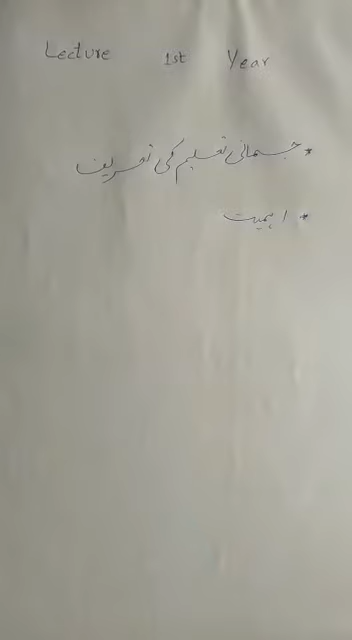 Lecture 1st Year
* جسمانی تعلیم کی تعریف
* اہمیت